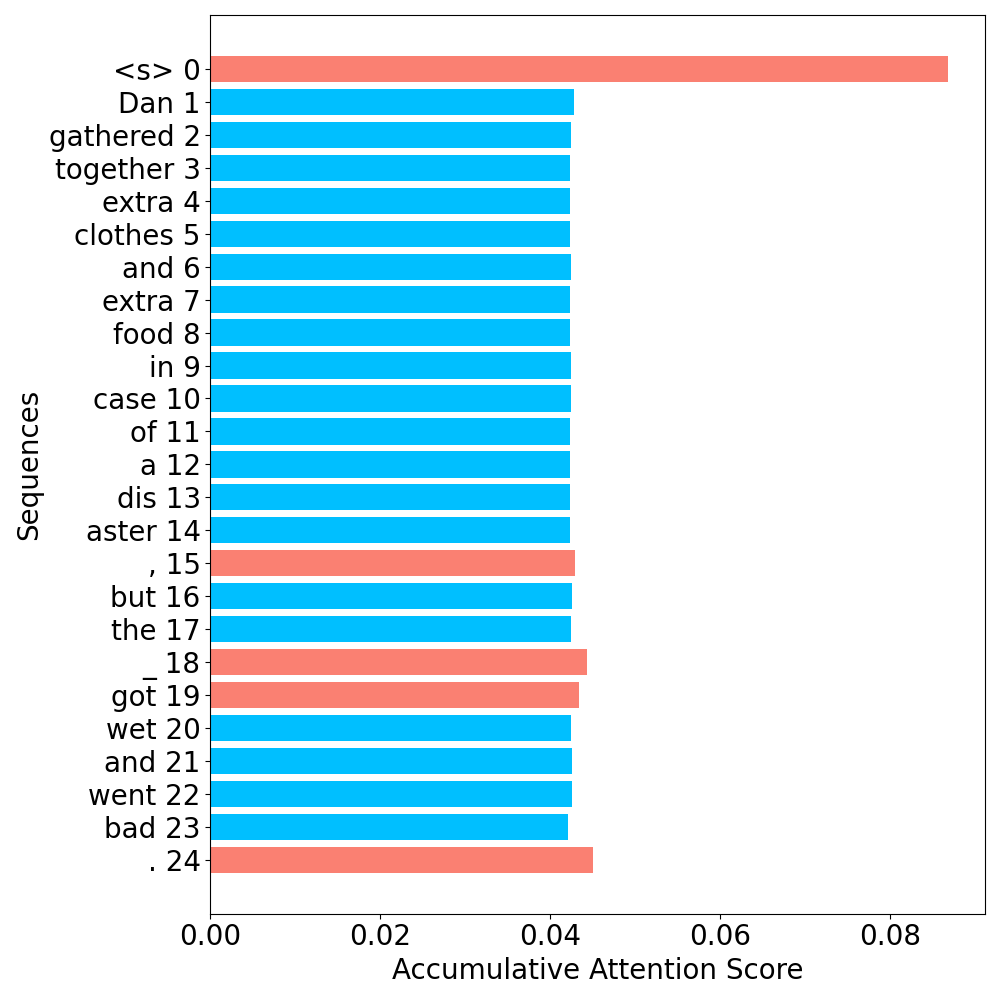 <s> 0
Dan 1
gathered 2
together 3
extra 4
clothes 5
and 6
extra 7
food 8
in 9
case 10
of 11
a 12
dis 13
aster 14
, 15
but 16
the 17
_ 18
got 19
wet 20
and 21
went 22
bad 23
. 24
Sequences
0.00 0.02 0.04 0.06 0.08
Accumulative Attention Score